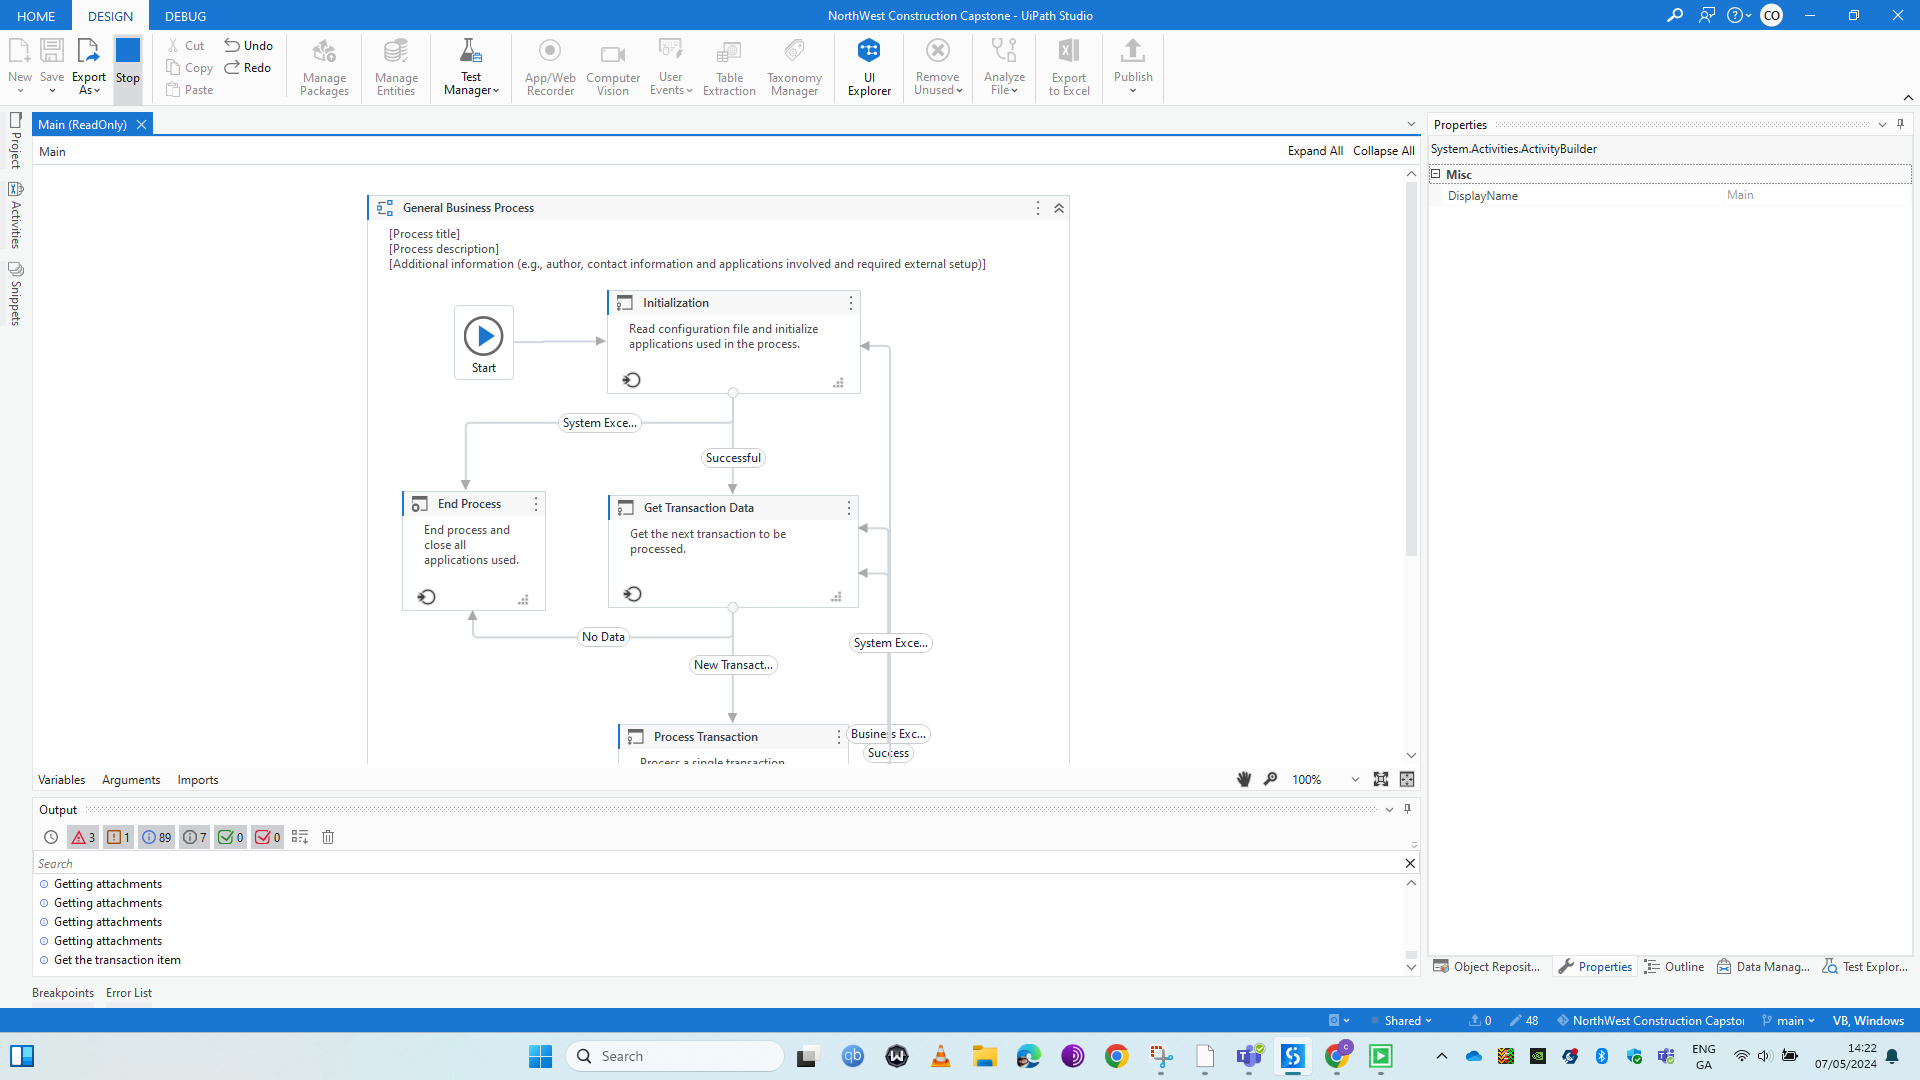 HOME
DESIGN
DEBUG
NorthWest Construction Capstone - UiPath Studio
CO
New
Save
Export As
Stop
Cut
Copy
Paste
Undo
Redo
Manage Packages
Manage Entities
Test Manager
App/Web Recorder
Computer Vision
User Events
Table Extraction
Taxonomy Manager
UI Explorer
Remove Unused
Analyze File
Export to Excel
Publish
Project
Activities
Snippets
Main (ReadOnly)
Main
Expand All Collapse All
General Business Process
[Process title]
[Process description]
[Additional information (e.g., author, contact information and applications involved and required external setup)]
Start
Initialization
Read configuration file and initialize
applications used in the process.
System Exce...
Successful
End Process
End process and
close all
applications used.
Get Transaction Data
Get the next transaction to be
processed.
No Data
New Transact...
System Exce...
Process Transaction
Process a single transaction
Business Exc...
Success
Variables Arguments Imports
100%
Output
3
1
89
7
0
0
Search
Getting attachments
Getting attachments
Getting attachments
Getting attachments
Get the transaction item
Breakpoints Error List
Properties
System.Activities.ActivityBuilder
Misc
DisplayName Main
Object Reposit...
Properties
Outline
Data Manag...
Test Explor...
Shared
0
48
NorthWest Construction Capsto
main
VB, Windows
Search
qb
ENG
GA
14:22
07/05/2024